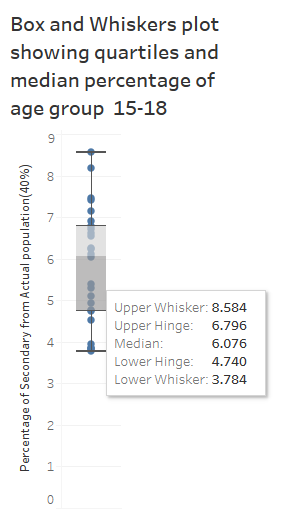 Box and Whiskers plot
showing quartiles and
median percentage of
age group 15-18
Percentage of Secondary from Actual population(40%)
9
8
7
6
5
4
3
2
1
0
Upper Whisker: 8.584
Upper Hinge: 6.796
Median: 6.076
Lower Hinge: 4.740
Lower Whisker: 3.784